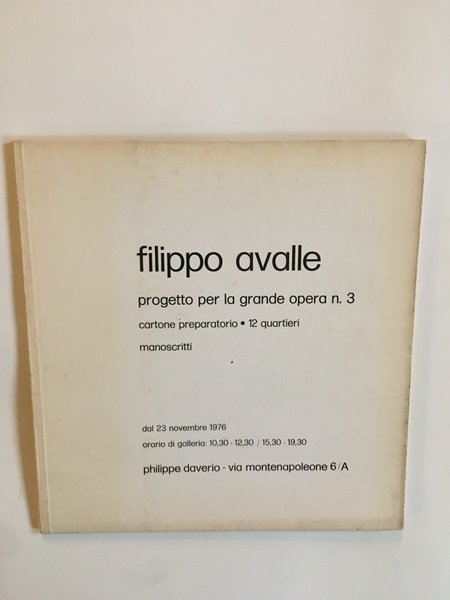 filippo avalle
progetto per la grande opera n. 3
cartone preparatorio • 12 quartieri
manoscritti
dal 23 novembre 1976
orario di galleria: 10,30 - 12,30 / 15,30 - 19,30
philippe daverio - via montenapoleone 6/A